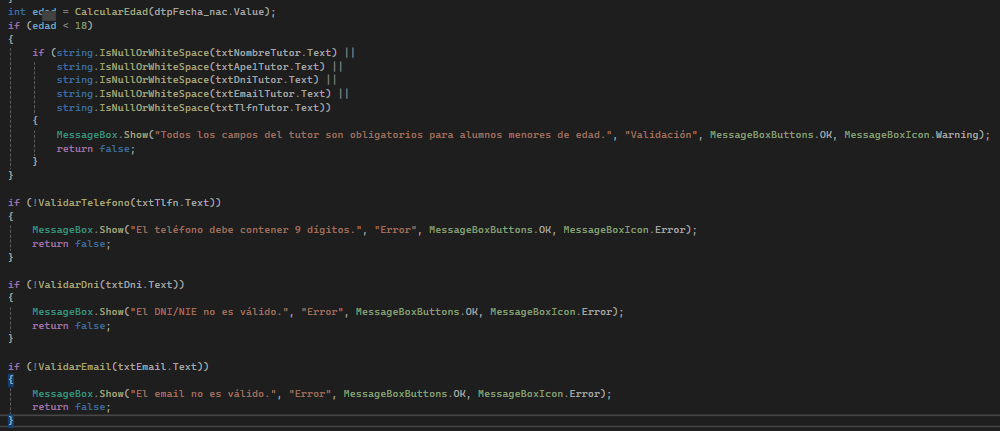 }
int edad = CalcularEdad(dtpFecha_nac.Value);
if (edad < 18)
{
if (string.IsNullOrWhiteSpace(txtNombreTutor.Text) ||
string.IsNullOrWhiteSpace(txtApe1Tutor.Text) ||
string.IsNullOrWhiteSpace(txtDniTutor.Text) ||
string.IsNullOrWhiteSpace(txtEmailTutor.Text) ||
string.IsNullOrWhiteSpace(txtTlfnTutor.Text))
{
MessageBox.Show("Todos los campos del tutor son obligatorios para alumnos menores de edad.", "Validación", MessageBoxButtons.OK, MessageBoxIcon.Warning);
return false;
}
}
if (!ValidarTelefono(txtTlfn.Text))
{
MessageBox.Show("El teléfono debe contener 9 dígitos.", "Error", MessageBoxButtons.OK, MessageBoxIcon.Error);
return false;
}
if (!ValidarDni(txtDni.Text))
{
MessageBox.Show("El DNI/NIE no es válido.", "Error", MessageBoxButtons.OK, MessageBoxIcon.Error);
return false;
}
if (!ValidarEmail(txtEmail.Text))
{
MessageBox.Show("El email no es válido.", "Error", MessageBoxButtons.OK, MessageBoxIcon.Error);
return false;
}